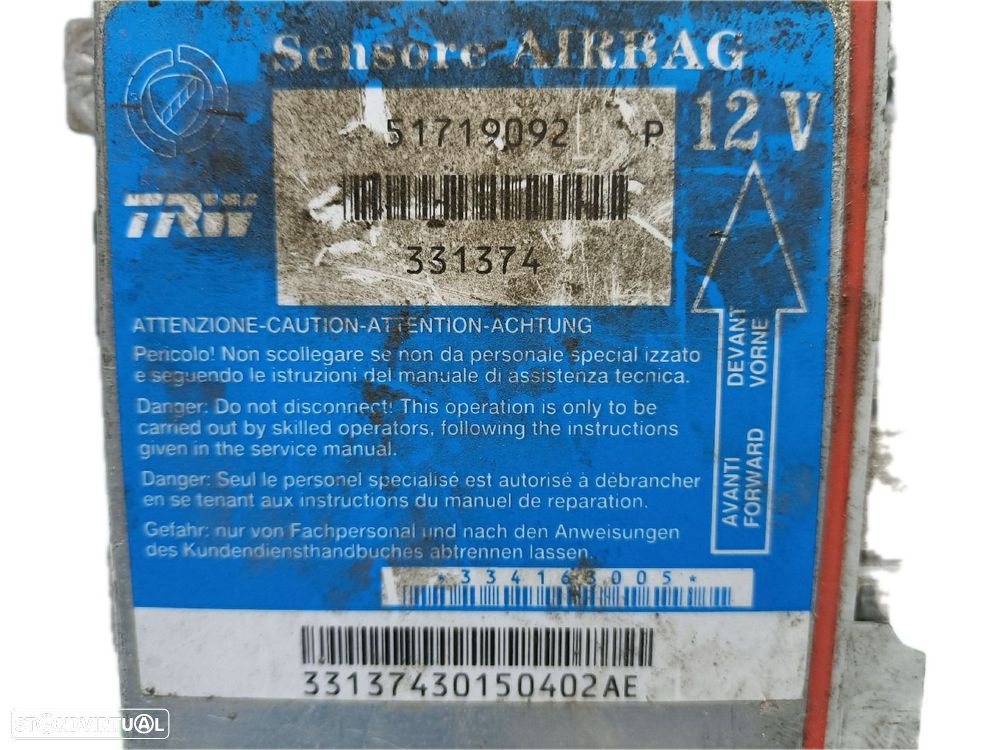 Sensore AIRBAG
51719092 P
12 V
TRW
331374
ATTENZIONE-CAUTION-ATTENTION-ACHTUNG
Pericolo! Non scollegare se non da personale specializzato
e seguendo le istruzioni del manuale di assistenza tecnica.
Danger: Do not disconnect! This operation is only to be
carried out by skilled operators, following the instructions
given in the service manual.
Danger: Seul le personel specialisé est autorisé à débrancher
en se tenant aux instructions du manuel de reparation.
Gefahr: nur von Fachpersonal und nach den Anweisungen
des Kundendiensthandbuches abtrennen lassen.
AVANTI DEVANT
FORWARD VORNE
*334163005*
33137430150402AE
STANDVIRTUAL